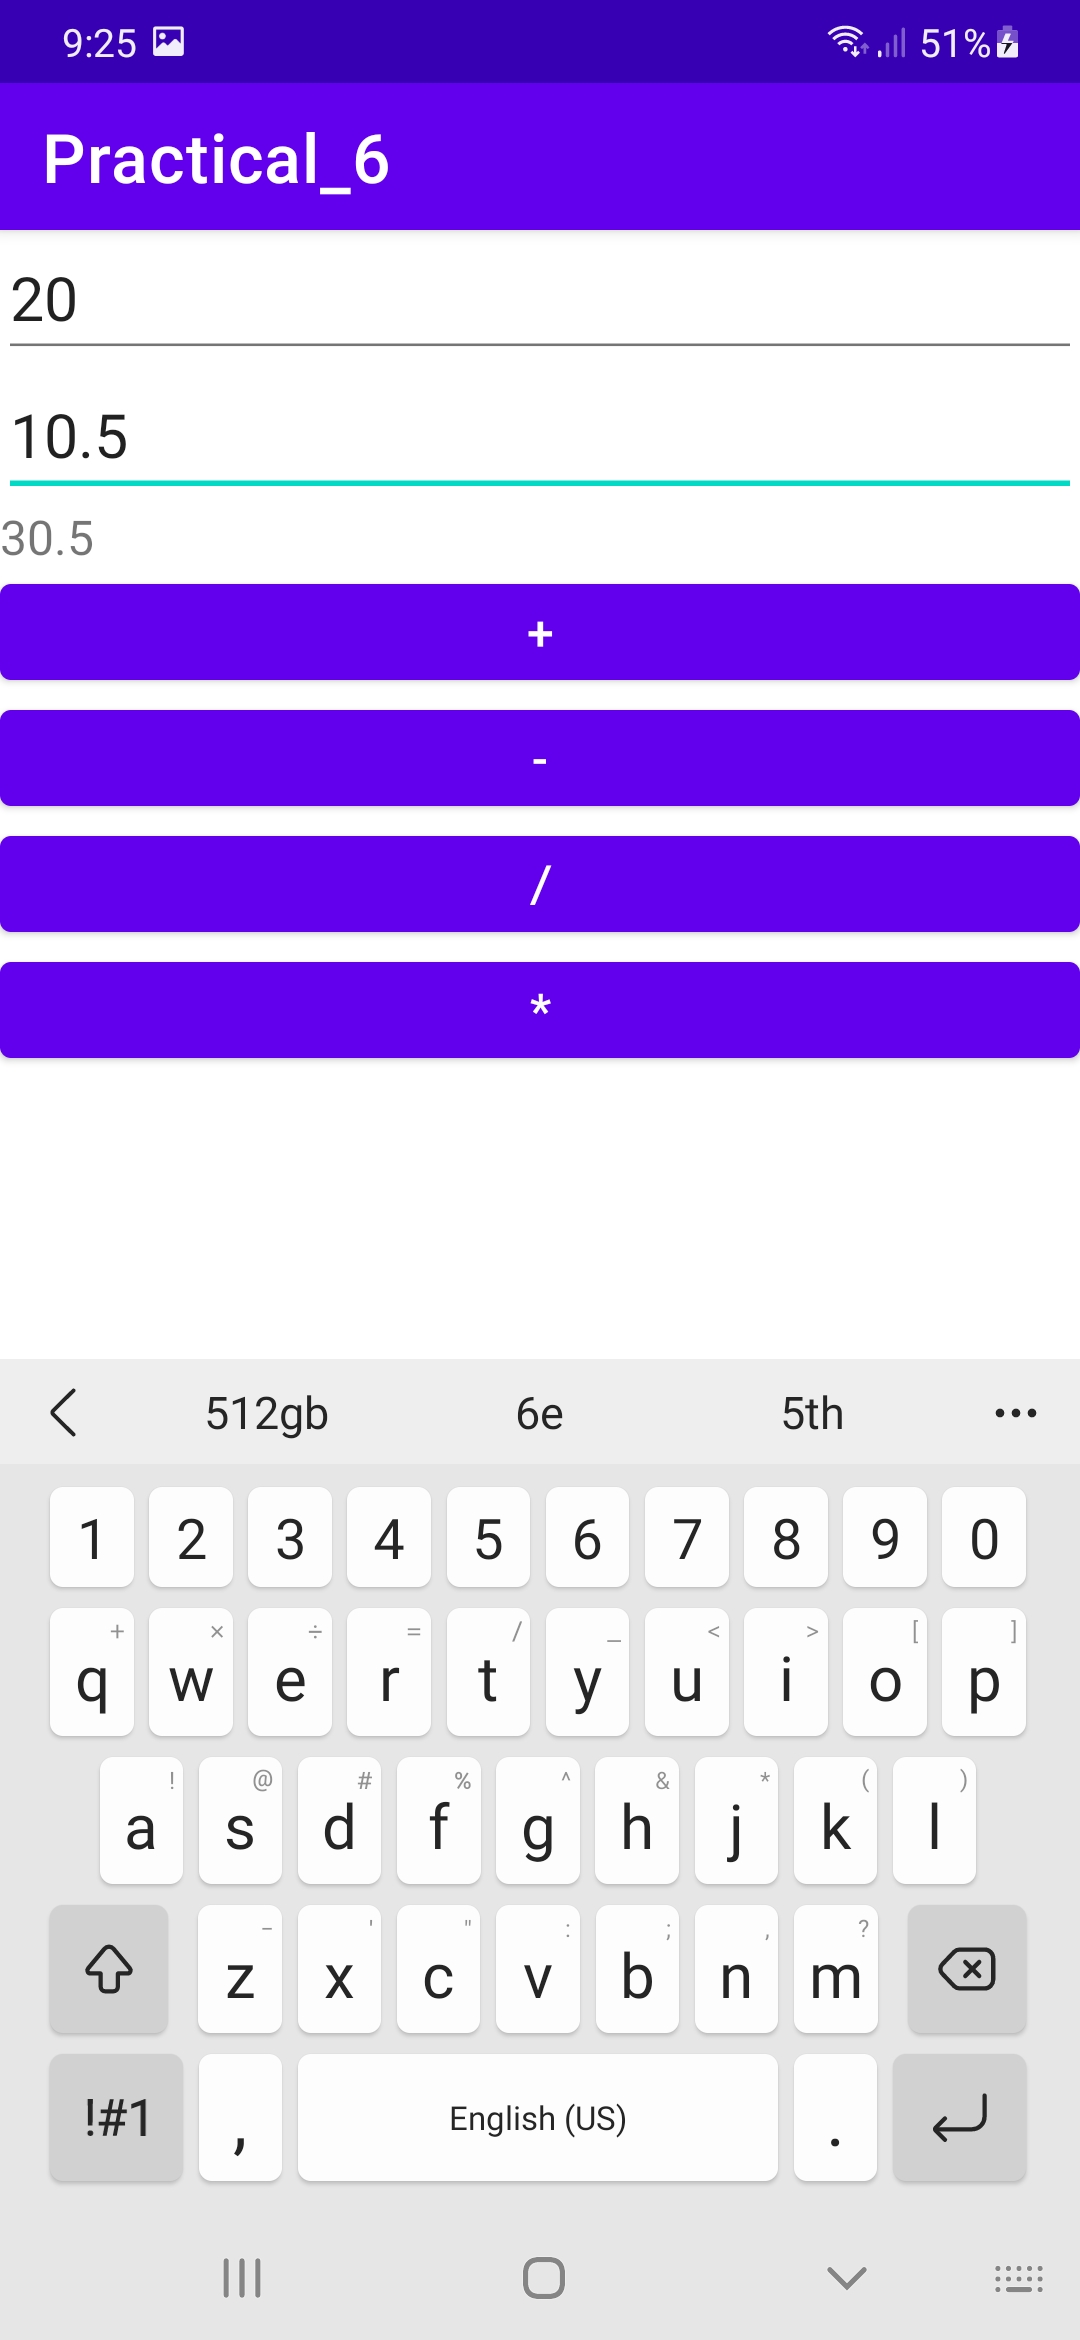 9:25 51%
Practical_6
20
10.5
30.5
+
-
/
*
512gb 6e 5th •••
1 2 3 4 5 6 7 8 9 0
+ × ÷ = / _ < > [ ]
q w e r t y u i o p
! @ # % ^ & * ( )
a s d f g h j k l
- ' " : ; , ?
z x c v b n m
!#1 , English (US) .